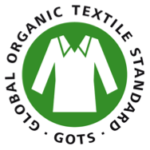 GLOBAL ORGANIC TEXTILE STANDARD
· GOTS ·